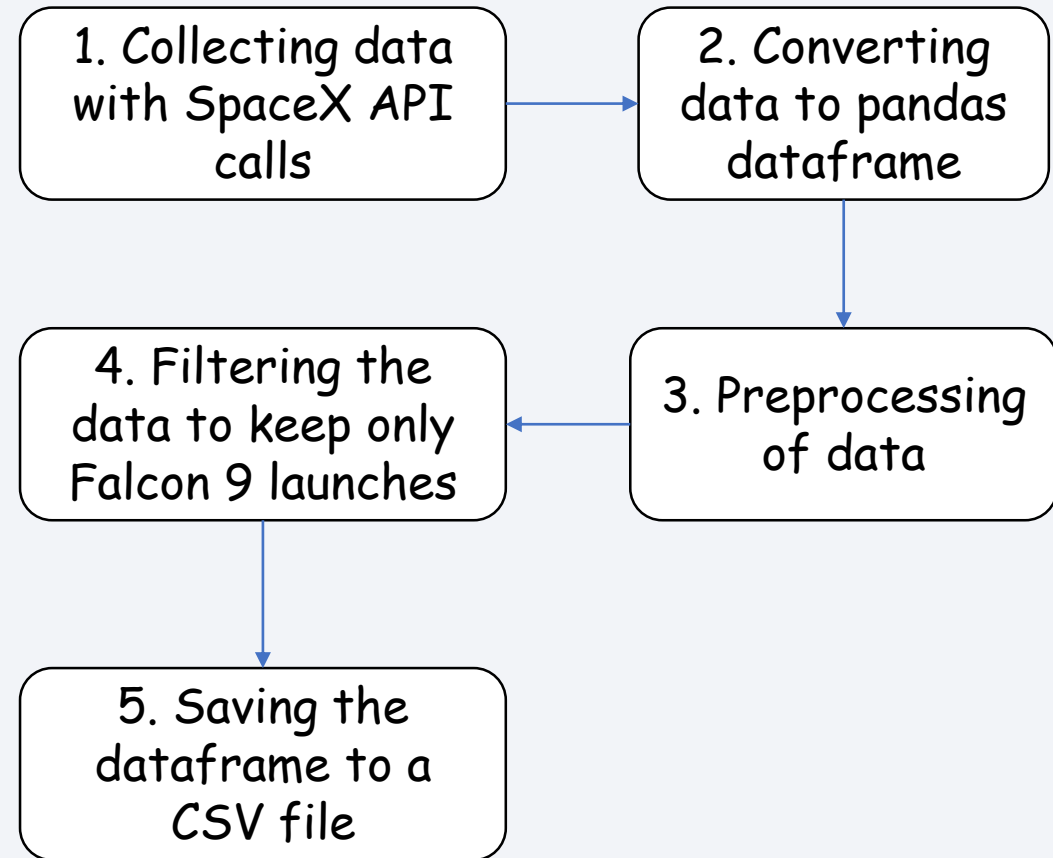 1. Collecting data
with SpaceX API
calls
2. Converting
data to pandas
dataframe
3. Preprocessing
of data
4. Filtering the
data to keep only
Falcon 9 launches
5. Saving the
dataframe to a
CSV file